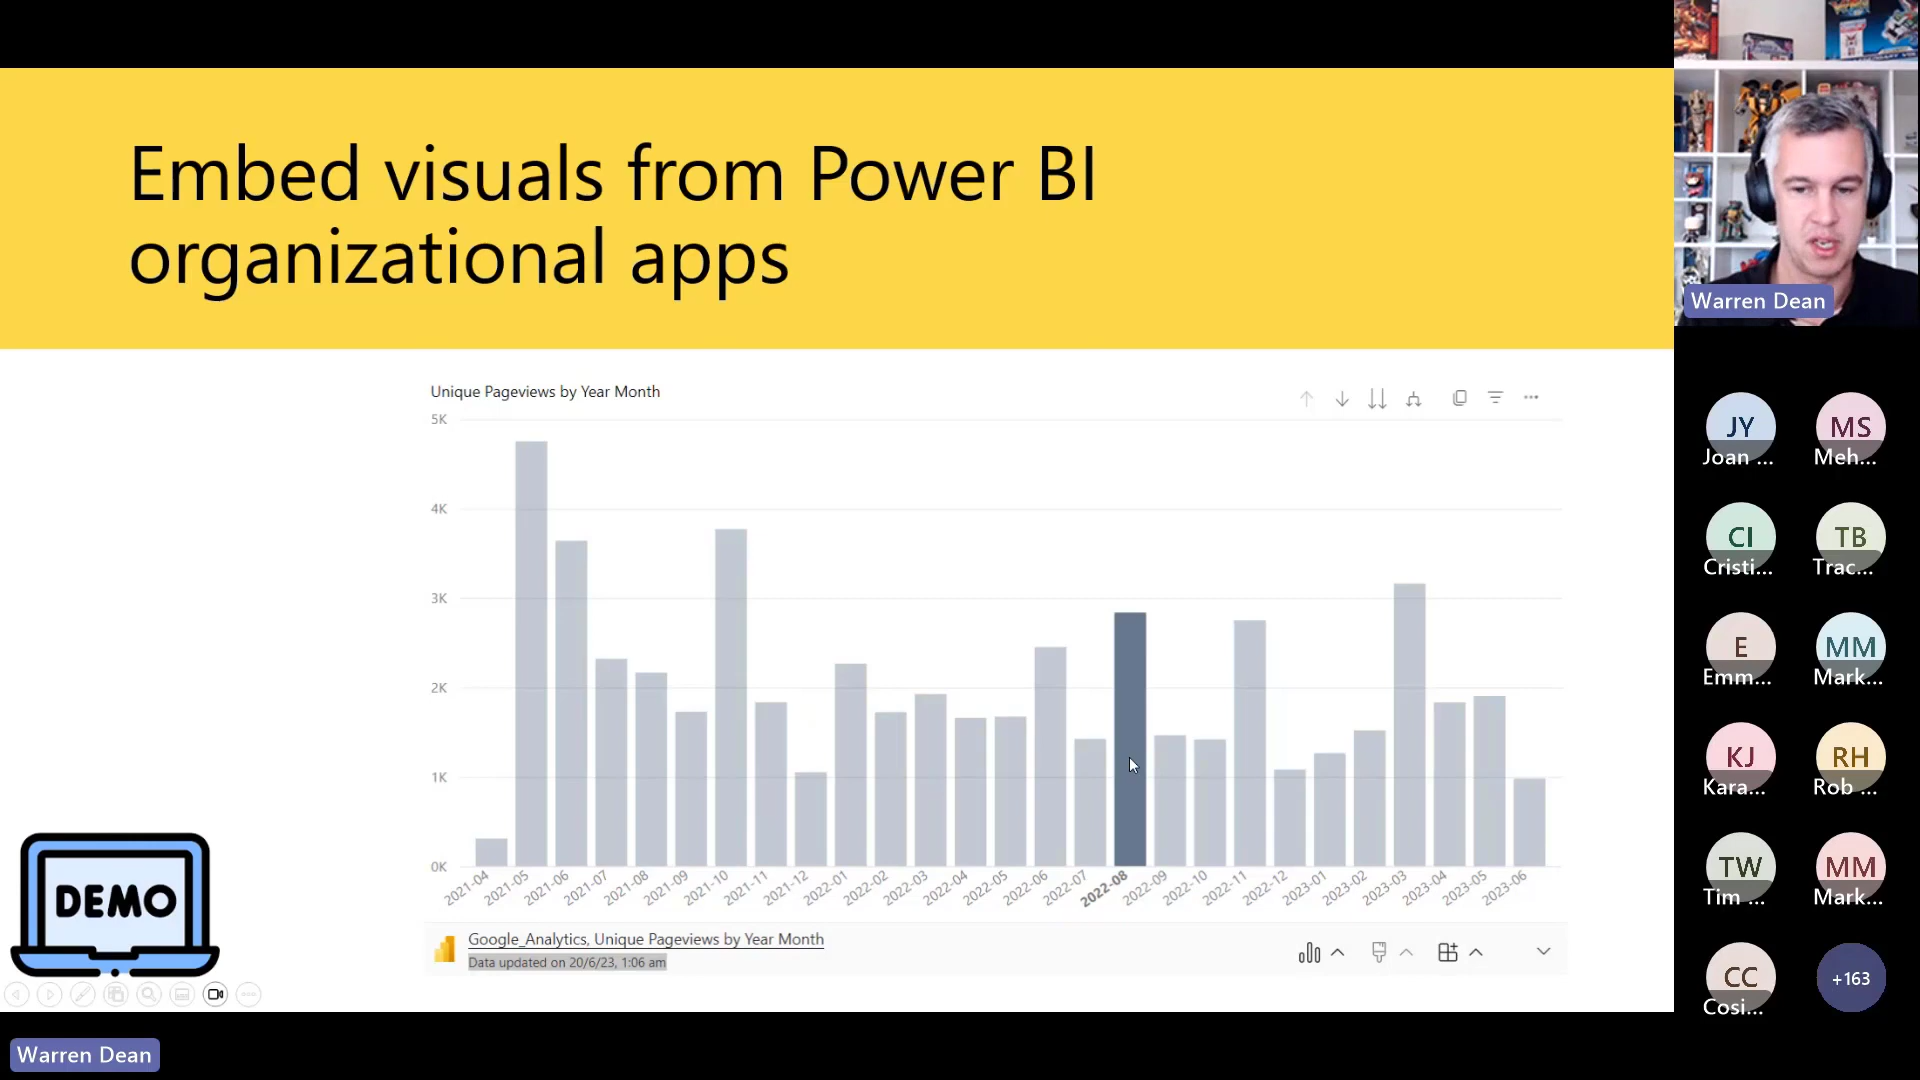 Embed visuals from Power BI
organizational apps
Unique Pageviews by Year Month
5K
4K
3K
2K
1K
0K
2021-04
2021-05
2021-06
2021-07
2021-08
2021-09
2021-10
2021-11
2021-12
2022-01
2022-02
2022-03
2022-04
2022-05
2022-06
2022-07
2022-08
2022-09
2022-10
2022-11
2022-12
2023-01
2023-02
2023-03
2023-04
2023-05
2023-06
Google_Analytics, Unique Pageviews by Year Month
Data updated on 20/6/23, 1:06 am
DEMO
Warren Dean
Warren Dean
JY
Joan ...
MS
Meh...
CI
Cristi...
TB
Trac...
E
Emm...
MM
Mark...
KJ
Kara...
RH
Rob ...
TW
Tim ...
MM
Mark...
CC
Cosi...
+163